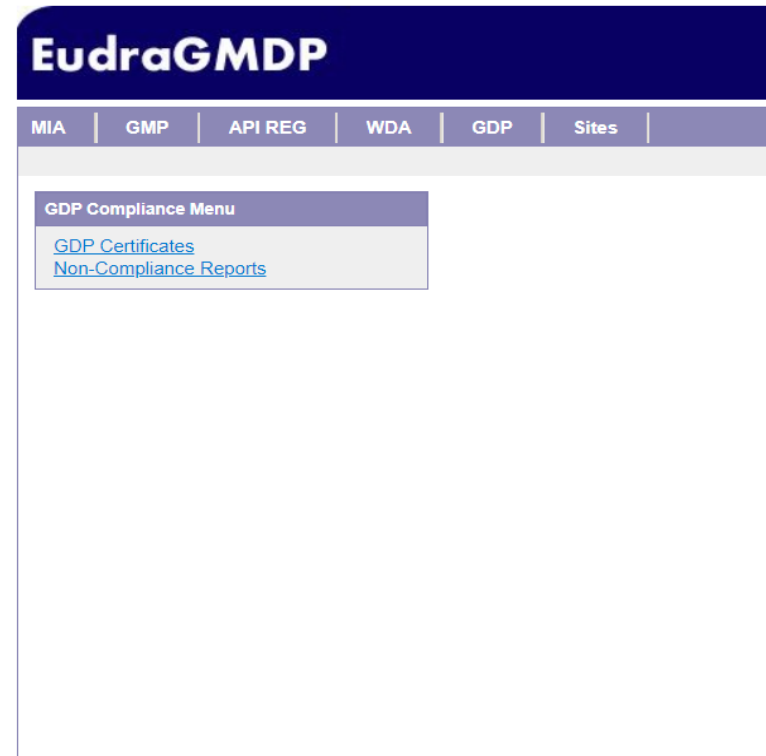 EudraGMDP
MIA GMP API REG WDA GDP Sites
GDP Compliance Menu
GDP Certificates
Non-Compliance Reports